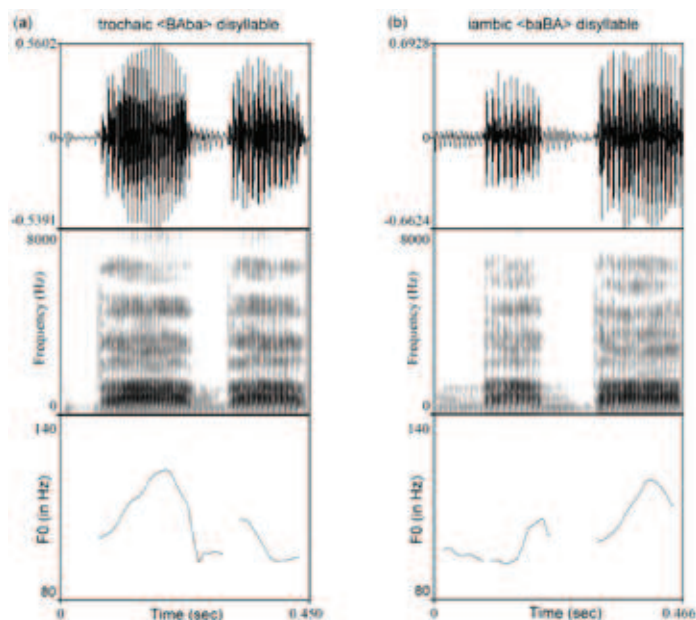 (a) trochaic <BAba> disyllable
0.5602
0
-0.5391
8000
Frequency (Hz)
0
140
F0 (in Hz)
80
0 Time (sec) 0.450
(b) iambic <baBA> disyllable
0.6928
0
-0.6624
8000
Frequency (Hz)
0
140
F0 (in Hz)
80
0 Time (sec) 0.466